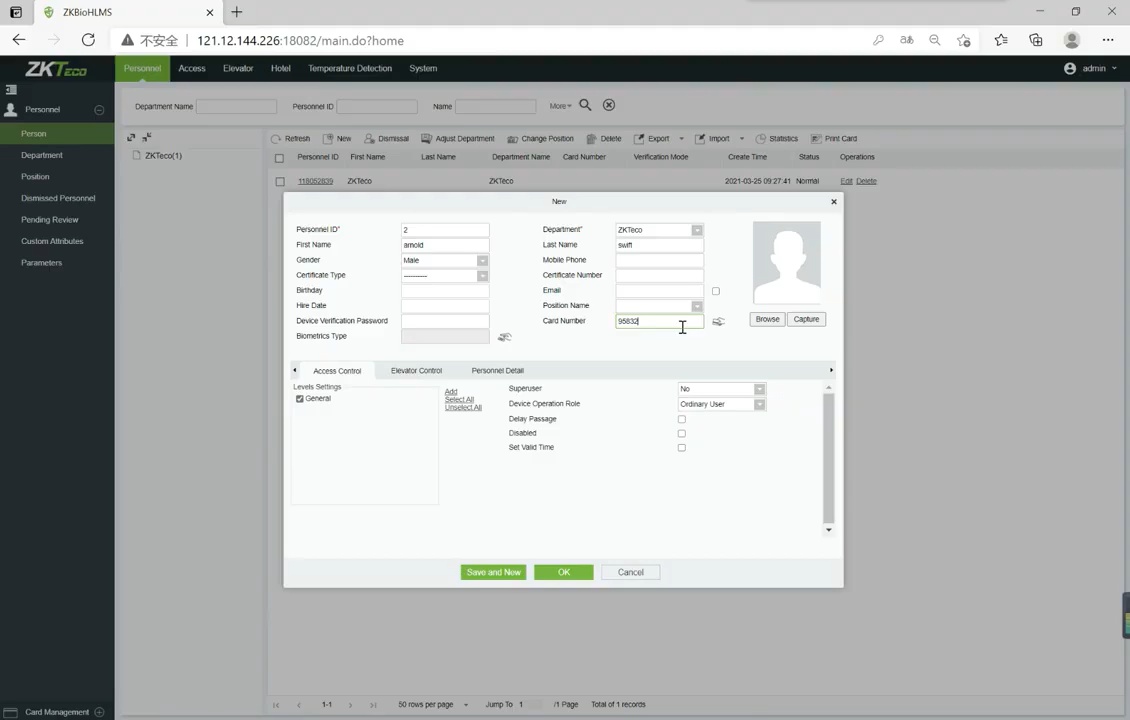 ZKBioHLMS
不安全 121.12.144.226:18082/main.do?home
ZKTeco Personnel Access Elevator Hotel Temperature Detection System admin
Personnel
Person
Department
Position
Dismissed Personnel
Pending Review
Custom Attributes
Parameters
Card Management
Department Name Personnel ID Name More
ZKTeco(1)
Refresh New Dismissal Adjust Department Change Position Delete Export Import Statistics Print Card
Personnel ID First Name Last Name Department Name Card Number Verification Mode Create Time Status Operations
118052839 ZKTeco ZKTeco 2021-03-25 09:27:41 Normal Edit Delete
New
Personnel ID* 2 Department* ZKTeco
First Name arnold Last Name swift
Gender Male Mobile Phone
Certificate Type ---------- Certificate Number
Birthday Email
Hire Date Position Name
Device Verification Password Card Number 95832
Biometrics Type
Browse Capture
Access Control Elevator Control Personnel Detail
Levels Settings
General
Add
Select All
Unselect All
Superuser No
Device Operation Role Ordinary User
Delay Passage
Disabled
Set Valid Time
Save and New OK Cancel
1-1 50 rows per page Jump To 1 /1 Page Total of 1 records